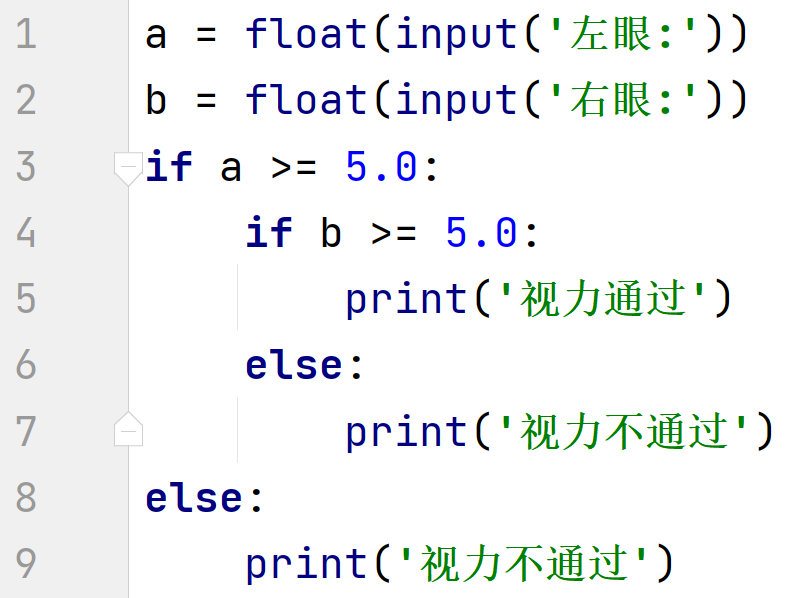 1 a = float(input('左眼:'))
2 b = float(input('右眼:'))
3 if a >= 5.0:
4     if b >= 5.0:
5         print('视力通过')
6     else:
7         print('视力不通过')
8 else:
9     print('视力不通过')